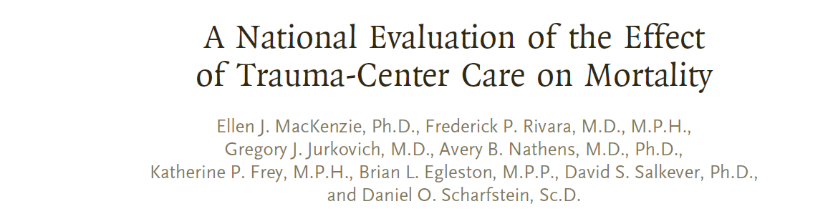 A National Evaluation of the Effect
of Trauma-Center Care on Mortality
Ellen J. MacKenzie, Ph.D., Frederick P. Rivara, M.D., M.P.H.,
Gregory J. Jurkovich, M.D., Avery B. Nathens, M.D., Ph.D.,
Katherine P. Frey, M.P.H., Brian L. Egleston, M.P.P., David S. Salkever, Ph.D.,
and Daniel O. Scharfstein, Sc.D.